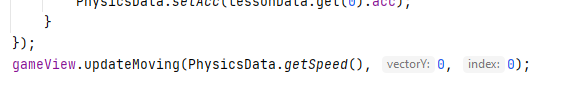 PhysicsData.setAcc(lessonData.get(0).acc);
}
});
gameView.updateMoving(PhysicsData.getSpeed(), vectorY: 0, index: 0);